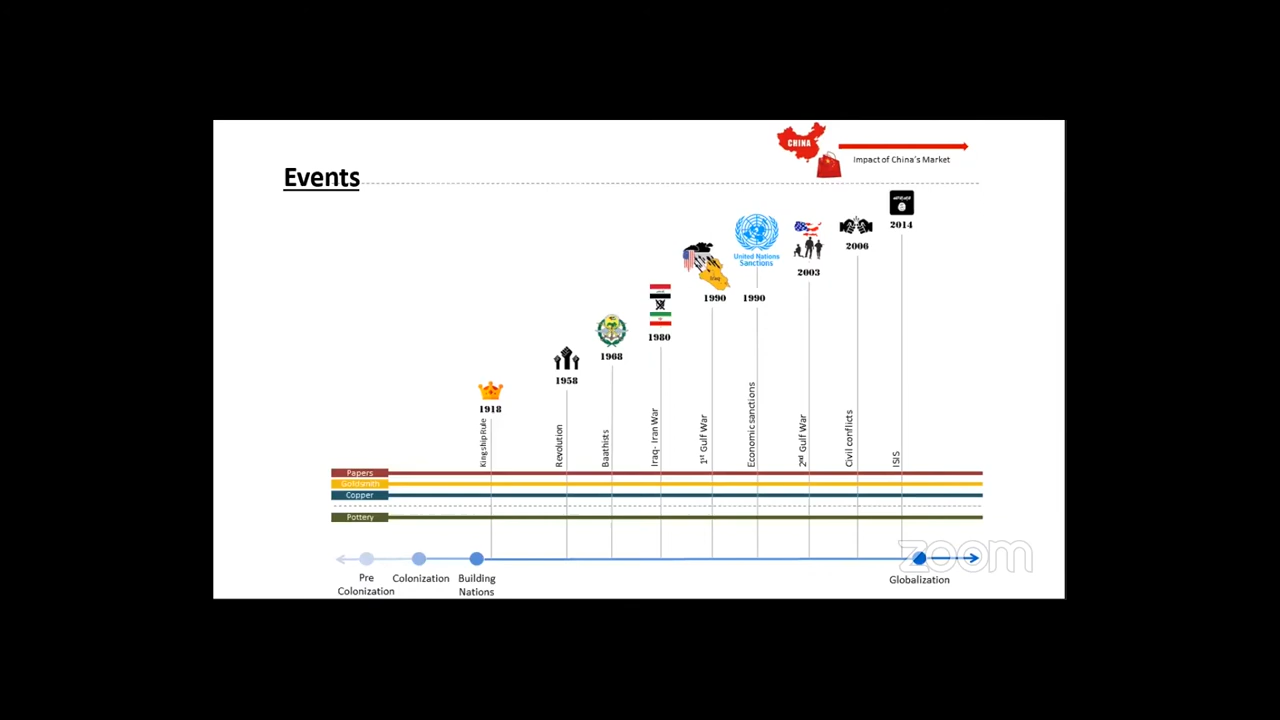 CHINA
Impact of China's Market
Events
2014
2006
United Nations
Sanctions
2003
Iraq
1990
1990
1980
1968
1958
1918
Kingship Rule
Revolution
Baathists
Iraq- Iran War
1st Gulf War
Economic sanctions
2nd Gulf War
Civil conflicts
ISIS
Papers
Goldsmith
Copper
Pottery
zoom
Pre
Colonization
Colonization
Building
Nations
Globalization